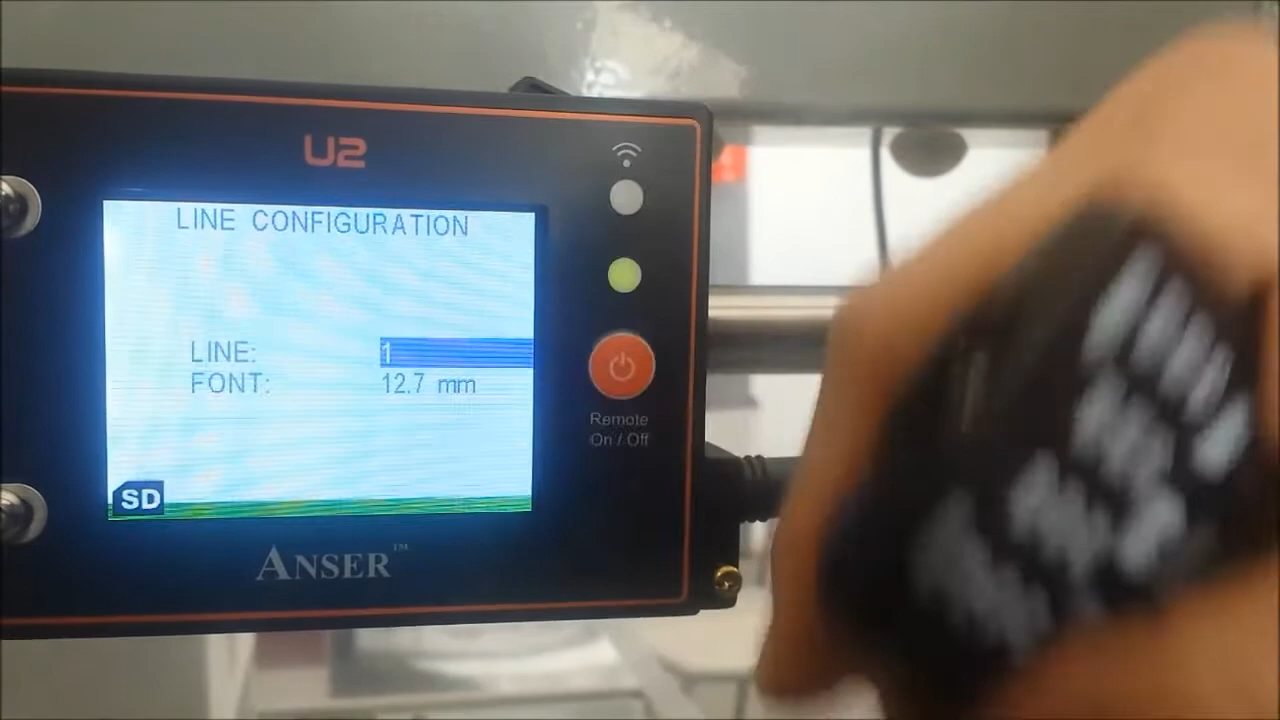 U2
LINE CONFIGURATION
LINE: 1
FONT: 12.7 mm
SD
Remote
On / Off
ANSER™